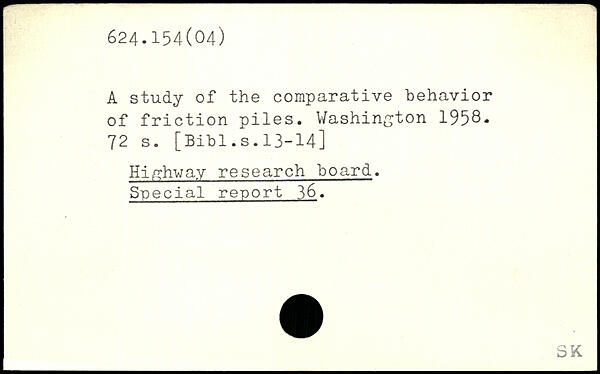 624.154(04)
A study of the comparative behavior
of friction piles. Washington 1958.
72 s. [Bibl.s.13-14]
Highway research board.
Special report 36.
SK